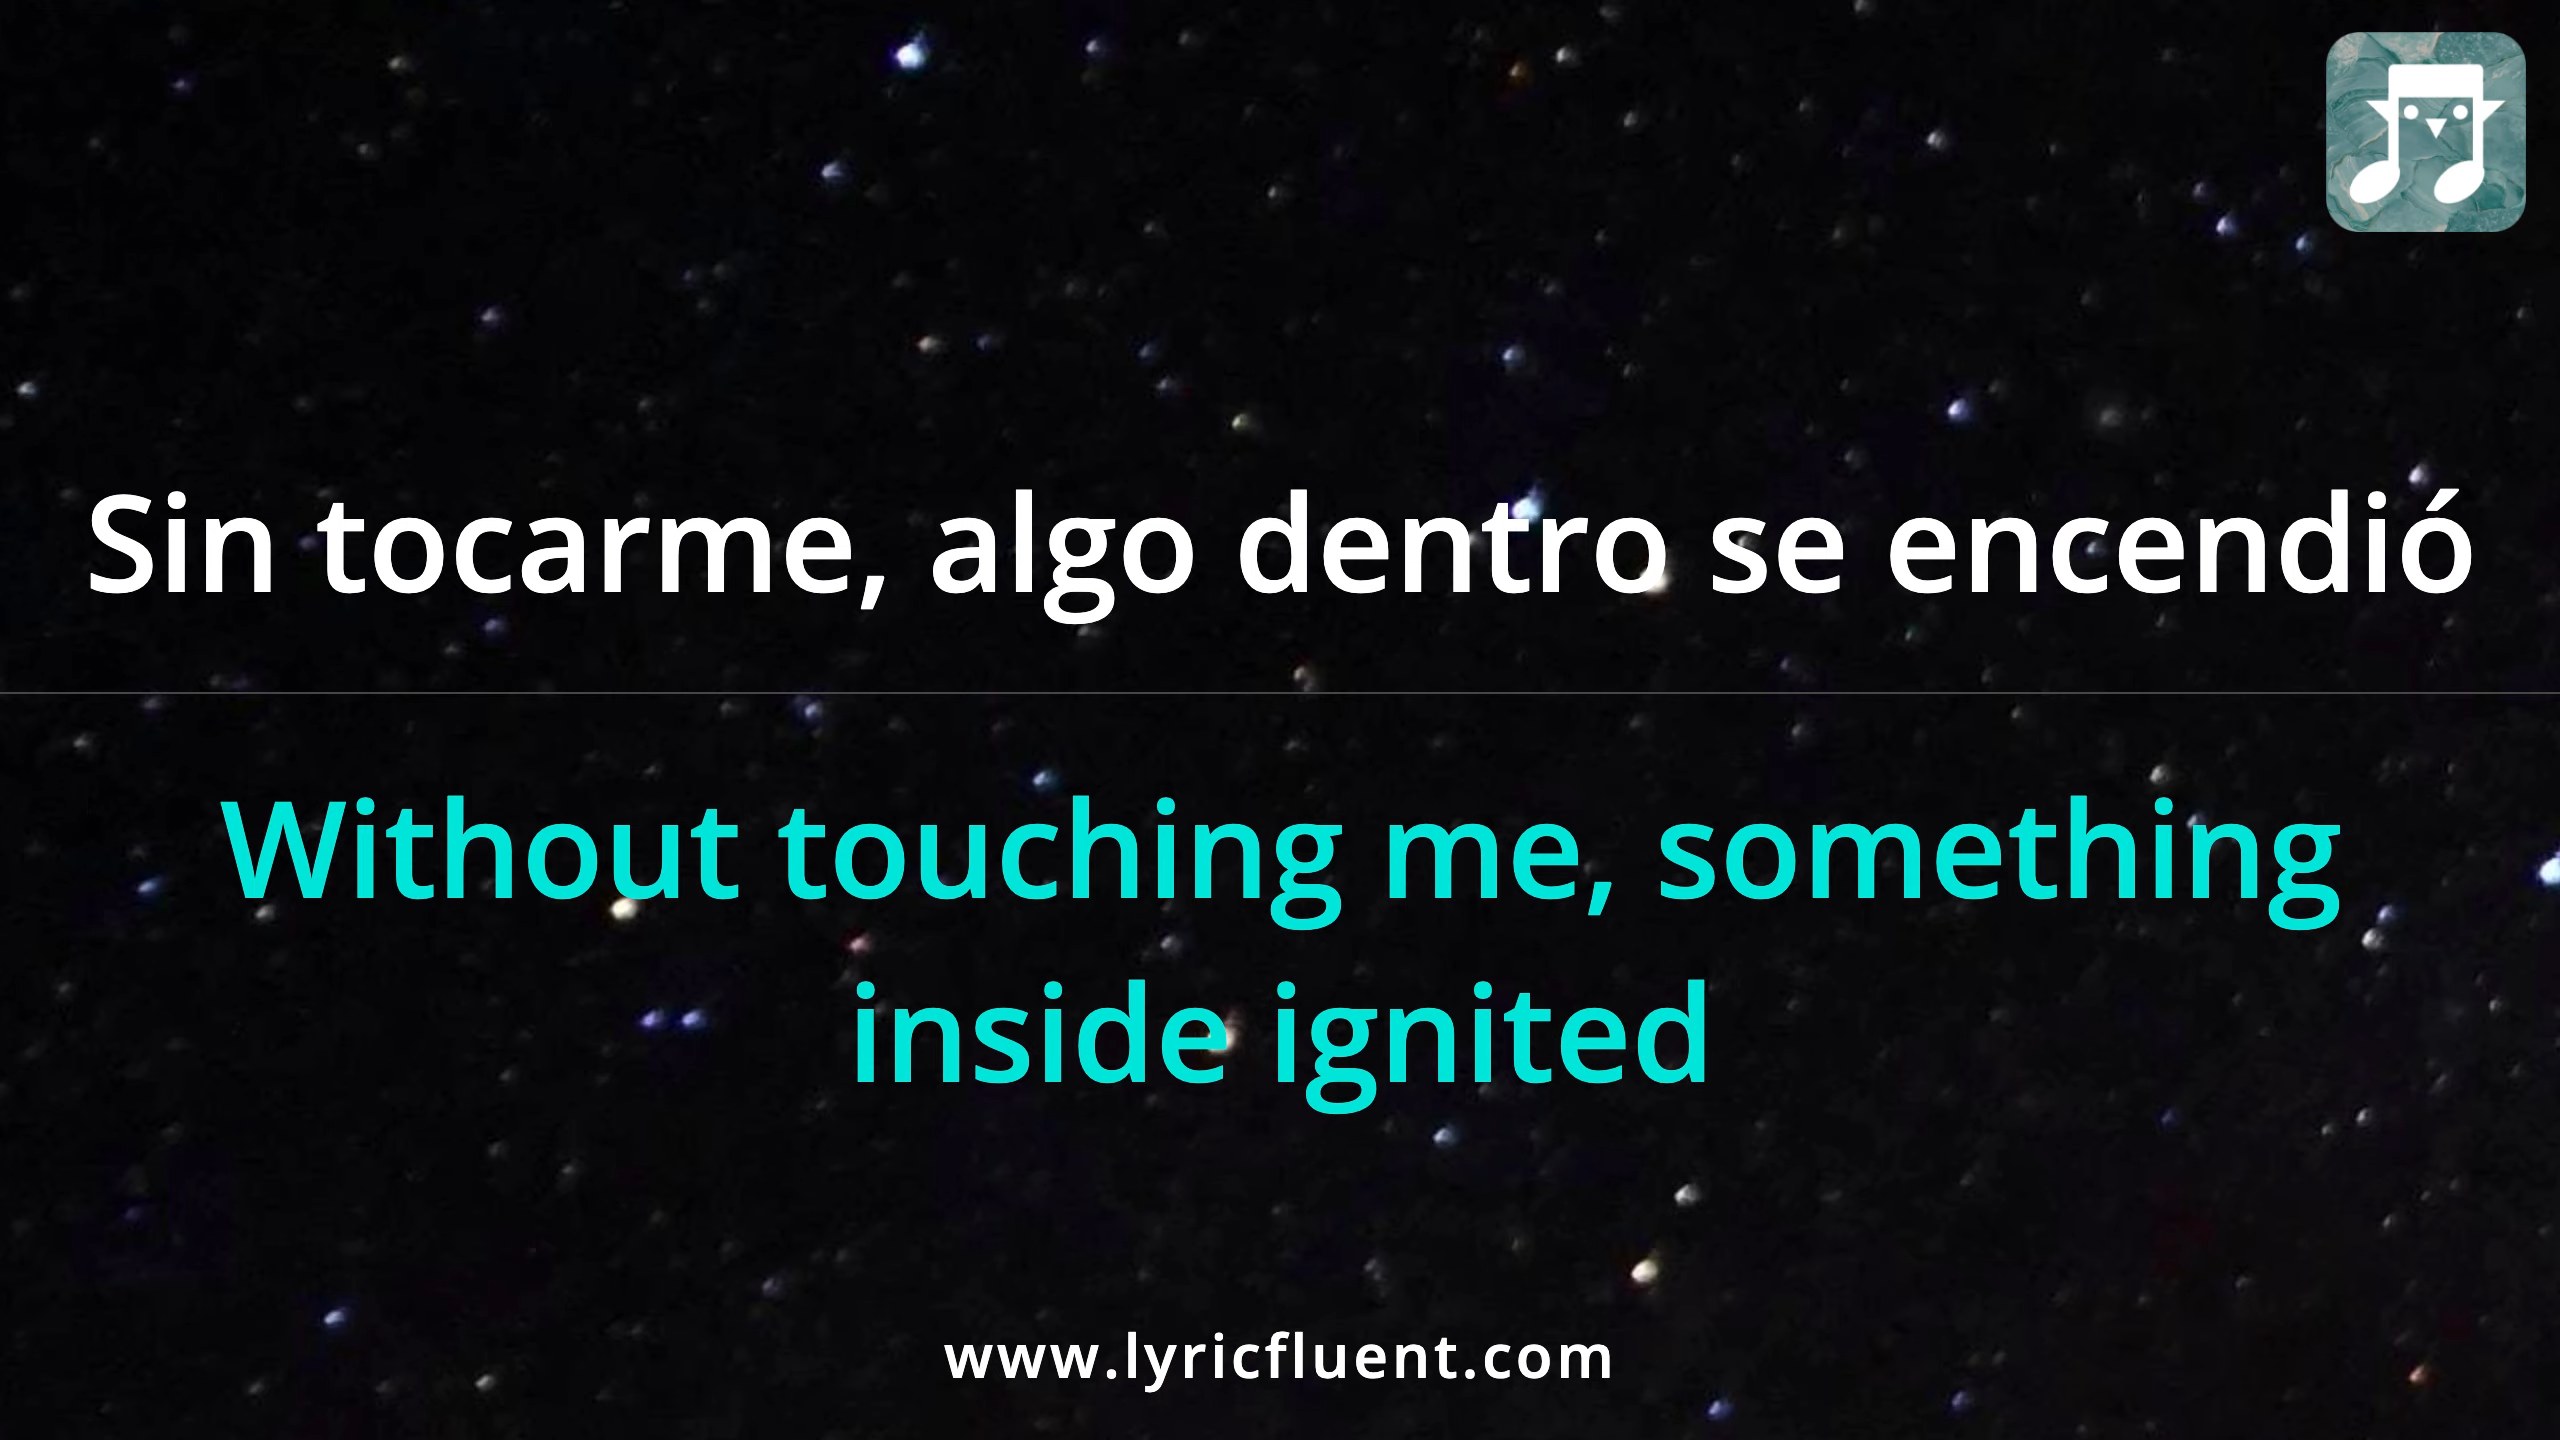 Sin tocarme, algo dentro se encendió
Without touching me, something
inside ignited
www.lyricfluent.com